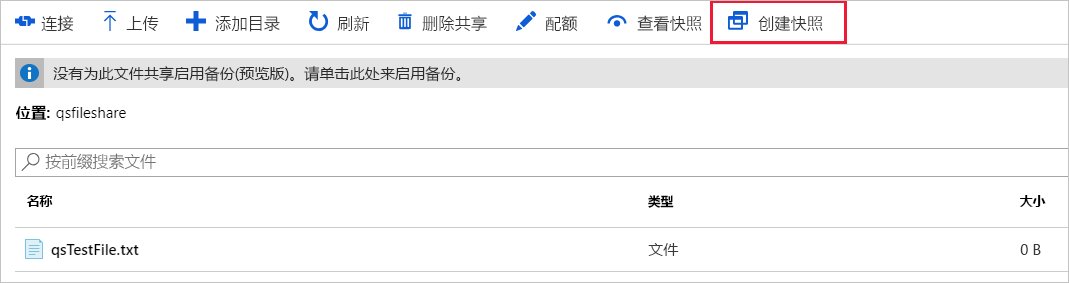 连接 上传 添加目录 刷新 删除共享 配额 查看快照 创建快照
没有为此文件共享启用备份(预览版)。请单击此处来启用备份。
位置: qsfileshare
按前缀搜索文件
名称 类型 大小
qsTestFile.txt 文件 0 B